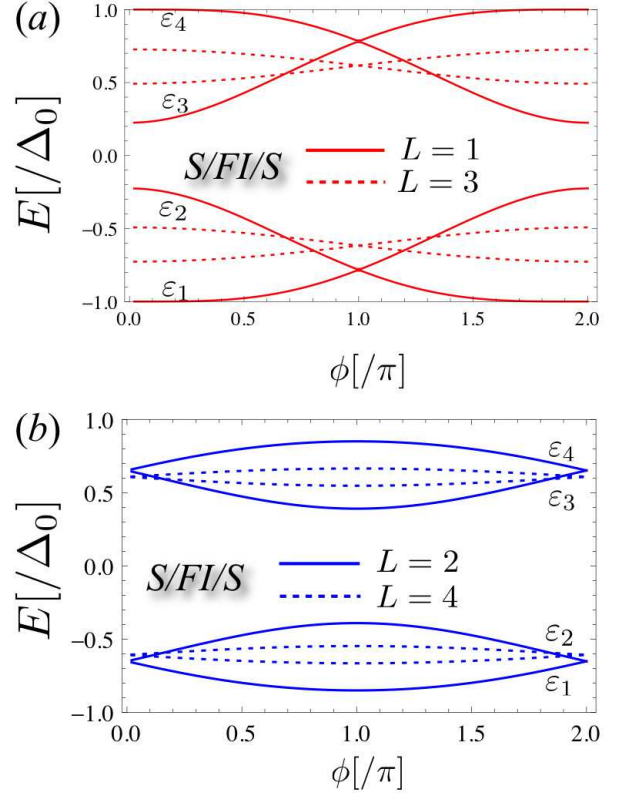 (a)
1.0
0.5
0.0
−0.5
−1.0
E[/Δ₀]
ε₄
ε₃
S/FI/S
L = 1
L = 3
ε₂
ε₁
0.0 0.5 1.0 1.5 2.0
ϕ[/π]
(b)
1.0
0.5
0.0
−0.5
−1.0
E[/Δ₀]
ε₄
ε₃
S/FI/S
L = 2
L = 4
ε₂
ε₁
0.0 0.5 1.0 1.5 2.0
ϕ[/π]